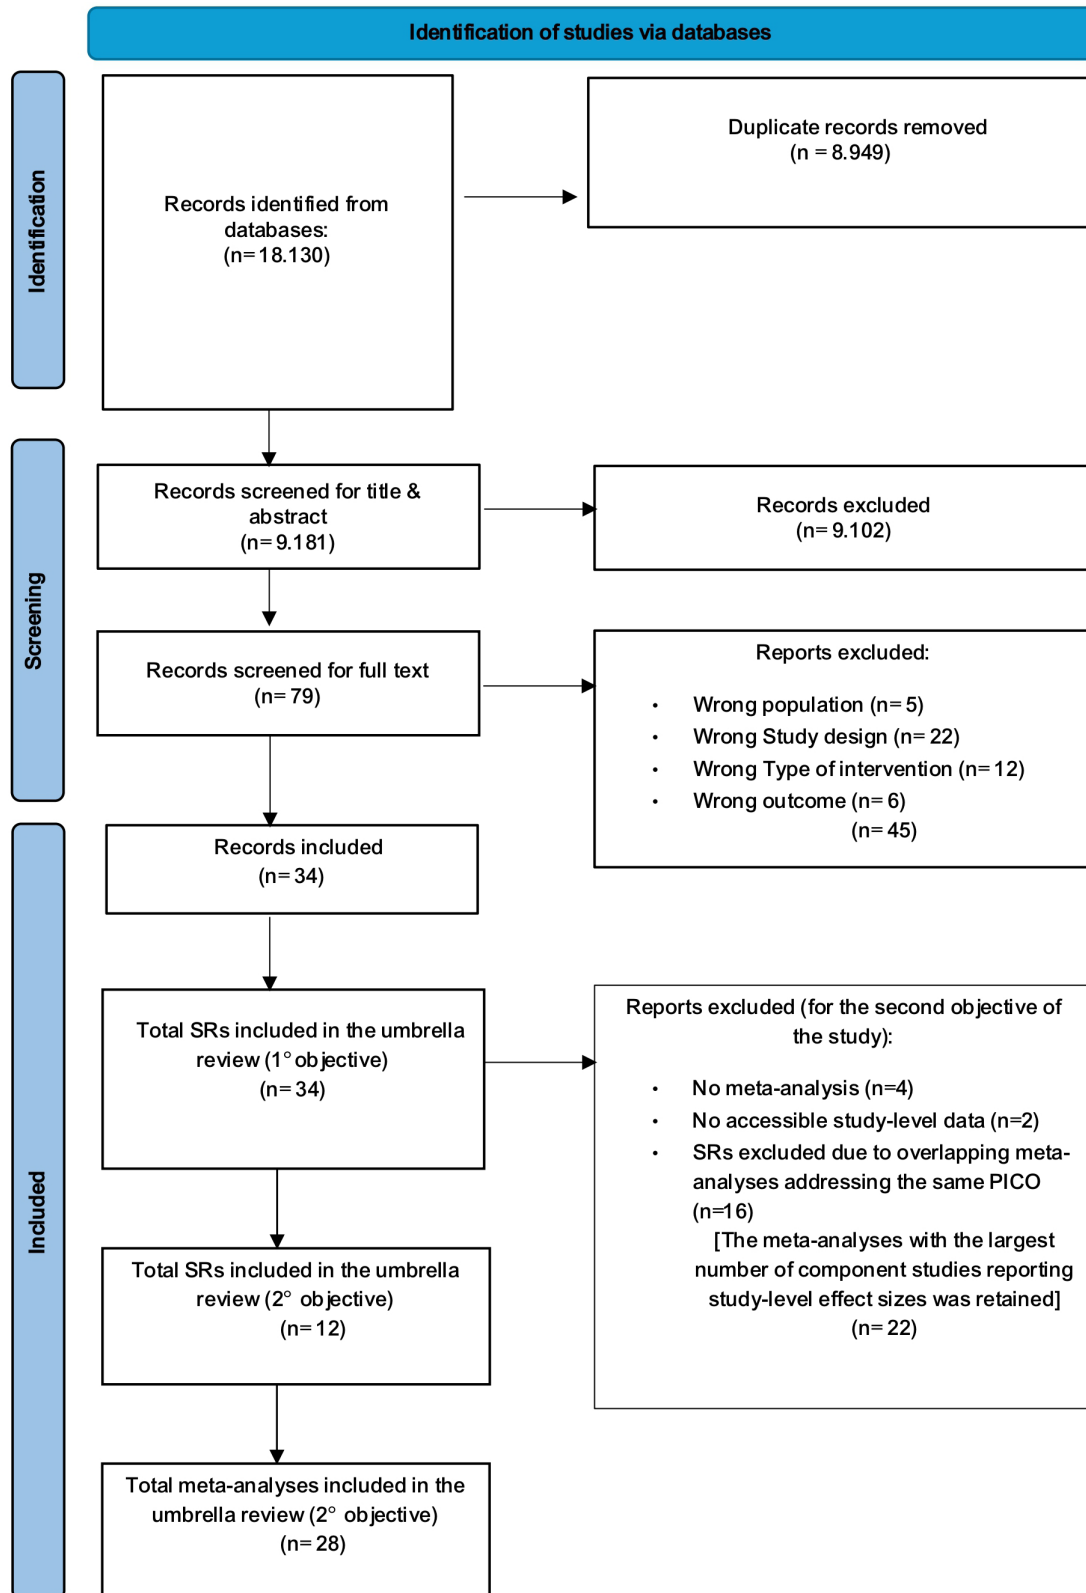 Identification of studies via databases
Identification
Records identified from
databases:
(n=18.130)
Duplicate records removed
(n = 8.949)
Screening
Records screened for title &
abstract
(n=9.181)
Records excluded
(n=9.102)
Records screened for full text
(n=79)
Reports excluded:
• Wrong population (n=5)
• Wrong Study design (n=22)
• Wrong Type of intervention (n=12)
• Wrong outcome (n=6)
(n=45)
Included
Records included
(n=34)
Total SRs included in the umbrella
review (1° objective)
(n=34)
Reports excluded (for the second objective of
the study):
• No meta-analysis (n=4)
• No accessible study-level data (n=2)
• SRs excluded due to overlapping meta-
analyses addressing the same PICO
(n=16)
[The meta-analyses with the largest
number of component studies reporting
study-level effect sizes was retained]
(n=22)
Total SRs included in the umbrella
review (2° objective)
(n=12)
Total meta-analyses included in the
umbrella review (2° objective)
(n=28)